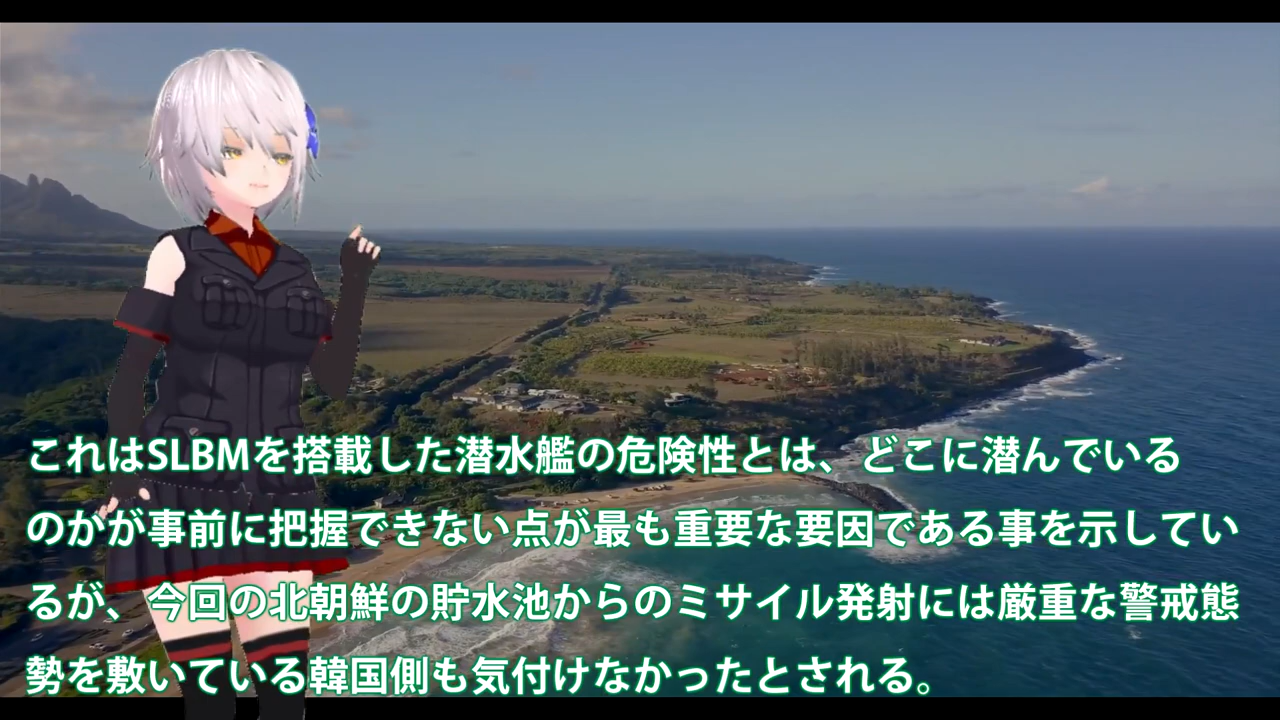 これはSLBMを搭載した潜水艦の危険性とは、どこに潜んでいる
のかが事前に把握できない点が最も重要な要因である事を示してい
るが、今回の北朝鮮の貯水池からのミサイル発射には厳重な警戒態
勢を敷いている韓国側も気付けなかったとされる。